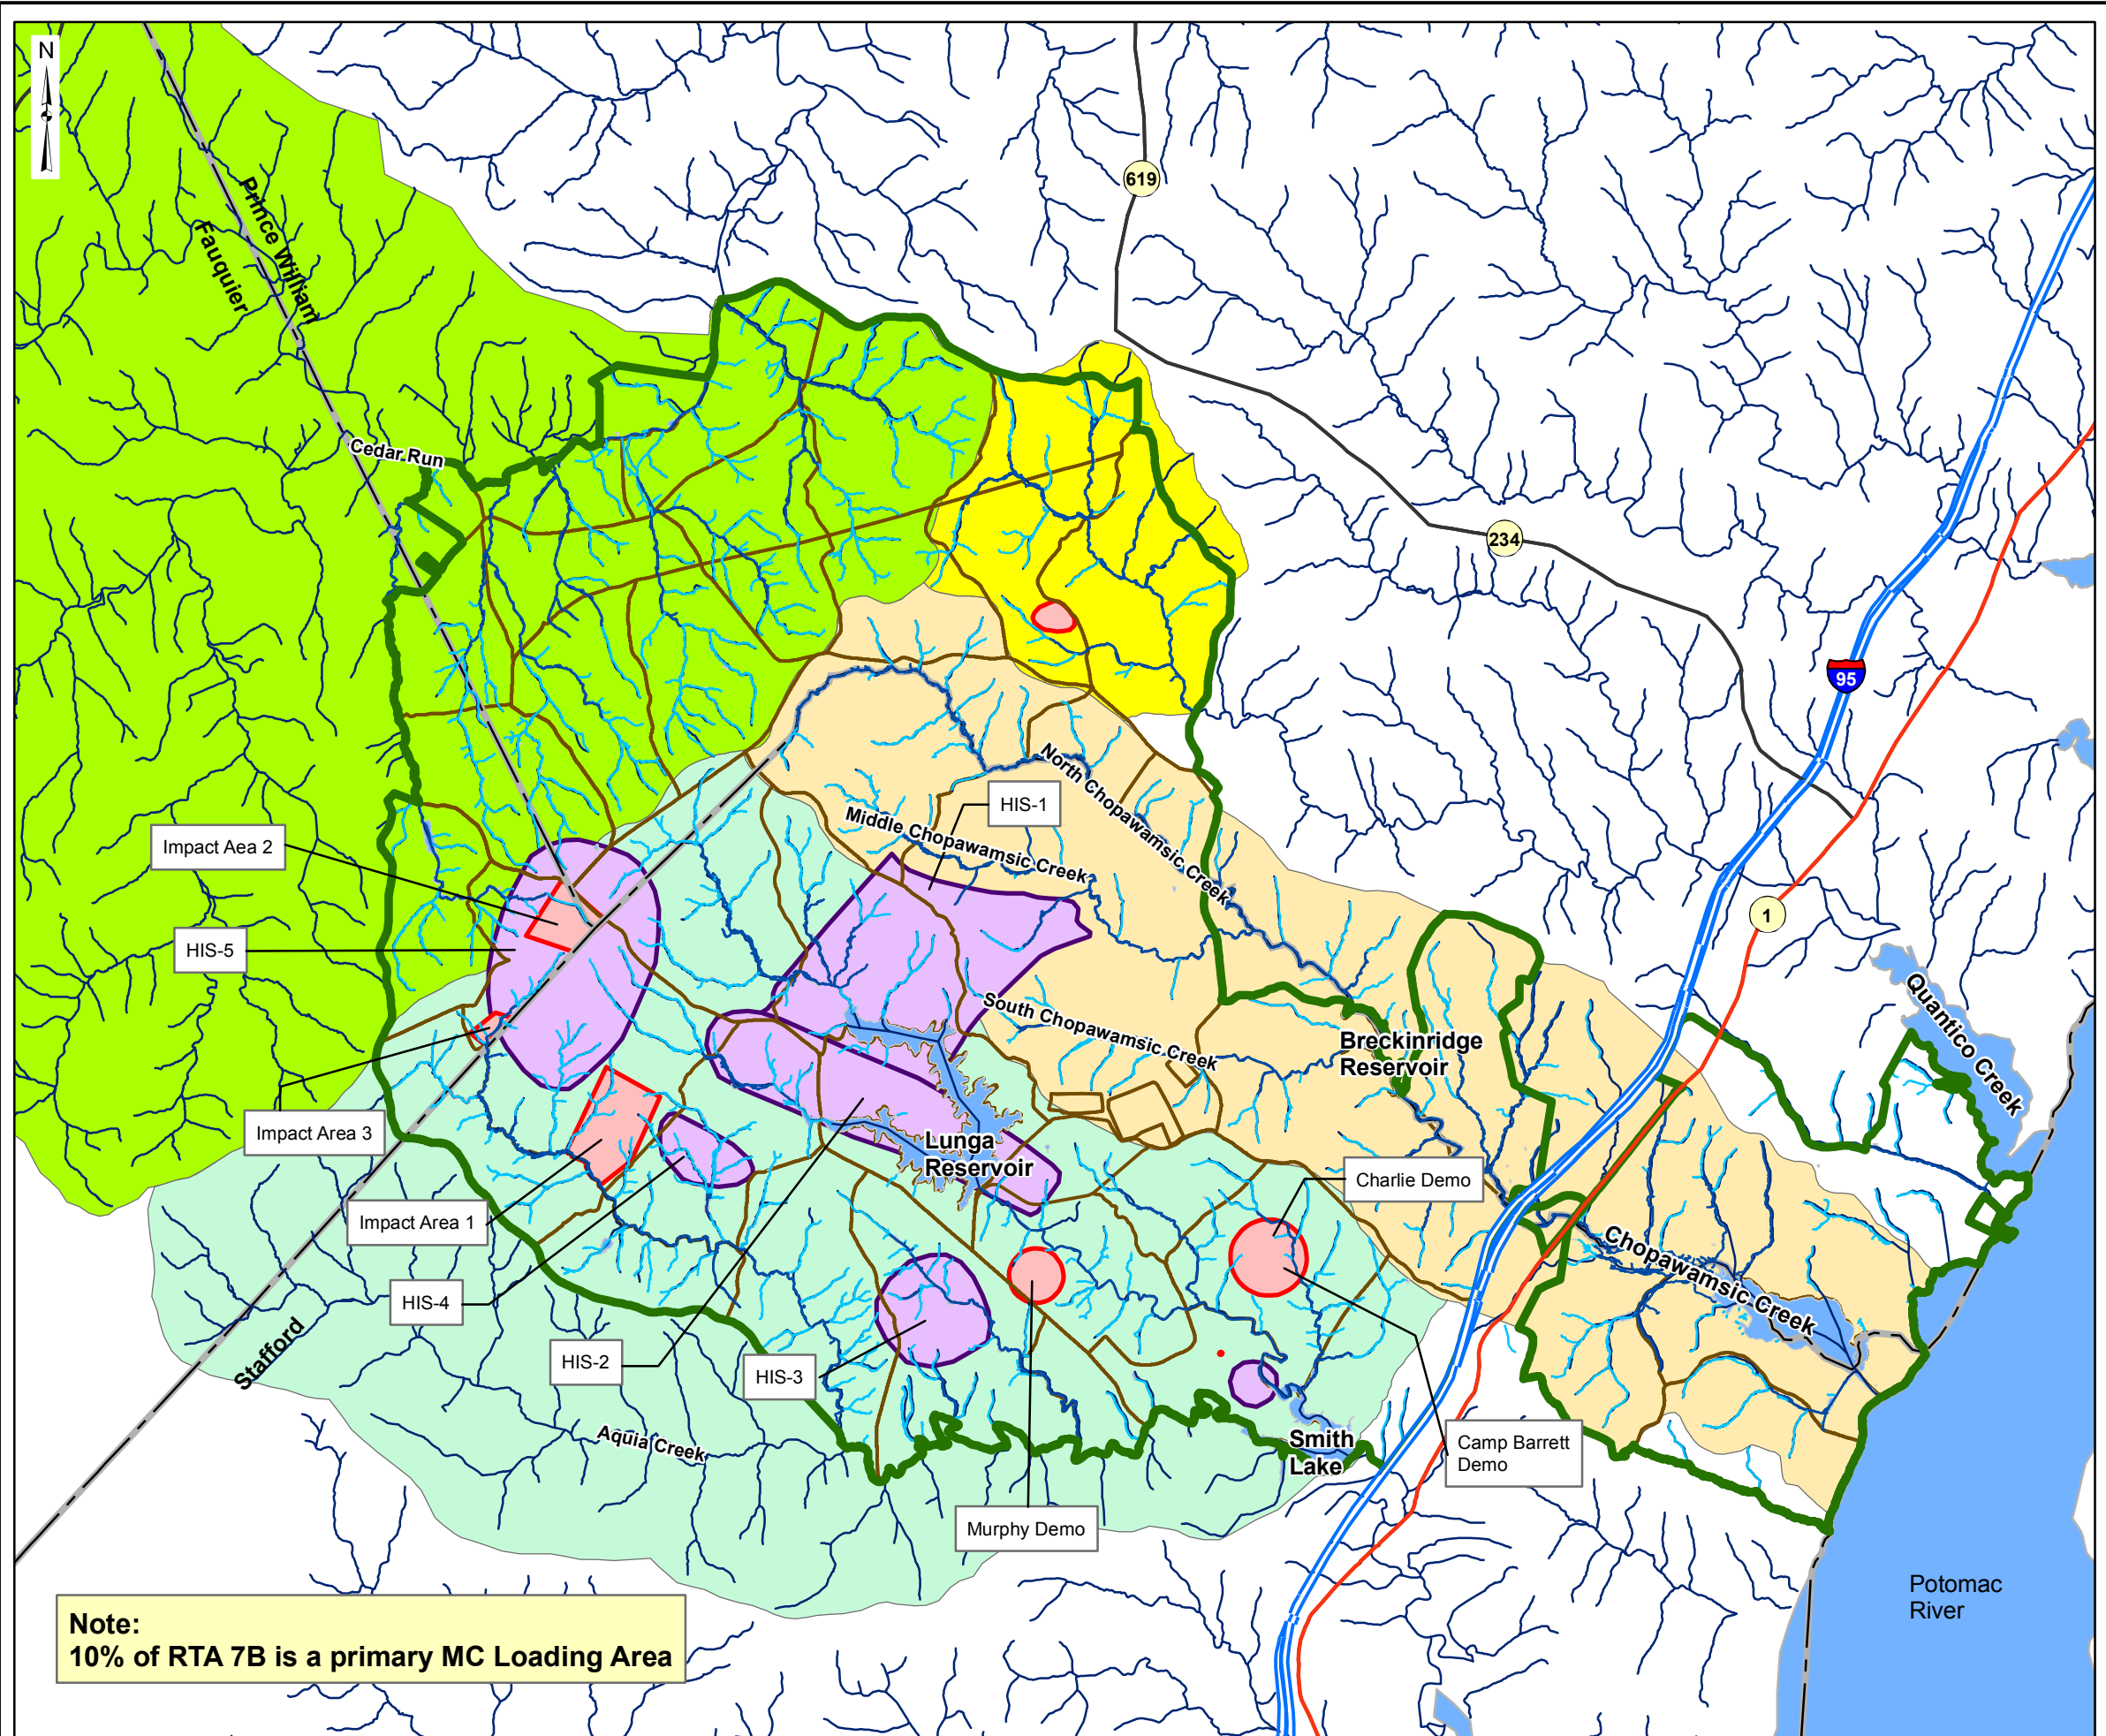 N
619
Prince William
Fauquier
Cedar Run
234
95
North Chopawamsic Creek
HIS-1
Middle Chopawamsic Creek
Impact Aea 2
1
HIS-5
Quantico Creek
South Chopawamsic Creek
Breckinridge
Reservoir
Impact Area 3
Lunga
Reservoir
Charlie Demo
Impact Area 1
Chopawamsic Creek
HIS-4
Stafford
HIS-2
HIS-3
Aquia Creek
Smith
Lake
Camp Barrett
Demo
Murphy Demo
Potomac
River
Note:
10% of RTA 7B is a primary MC Loading Area